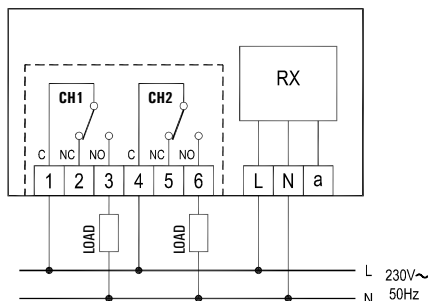 RX
CH1 CH2
C NC NO C NC NO
1 2 3 4 5 6 L N a
LOAD LOAD
L 230V~
N 50Hz